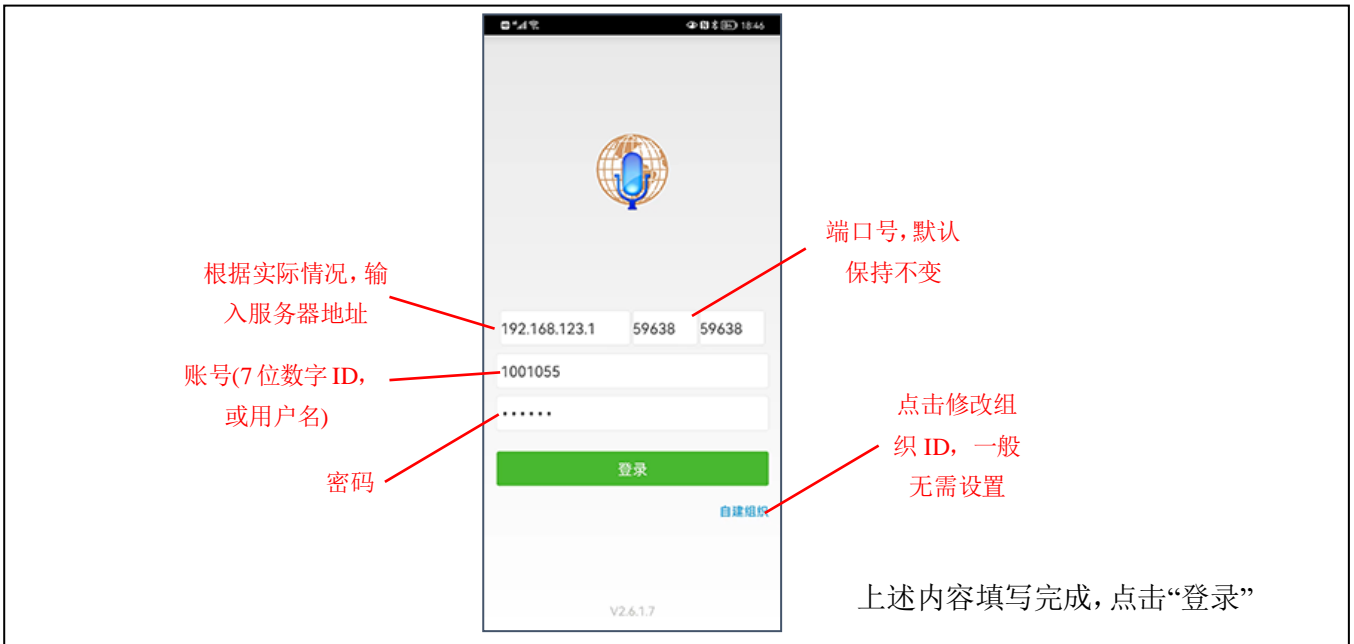 18:46
端口号,默认
保持不变
根据实际情况,输
入服务器地址
192.168.123.1 59638 59638
账号(7 位数字 ID,
或用户名)
1001055
••••••
密码
登录
点击修改组
织 ID,一般
无需设置
自建组织
上述内容填写完成,点击“登录”
V2.6.1.7